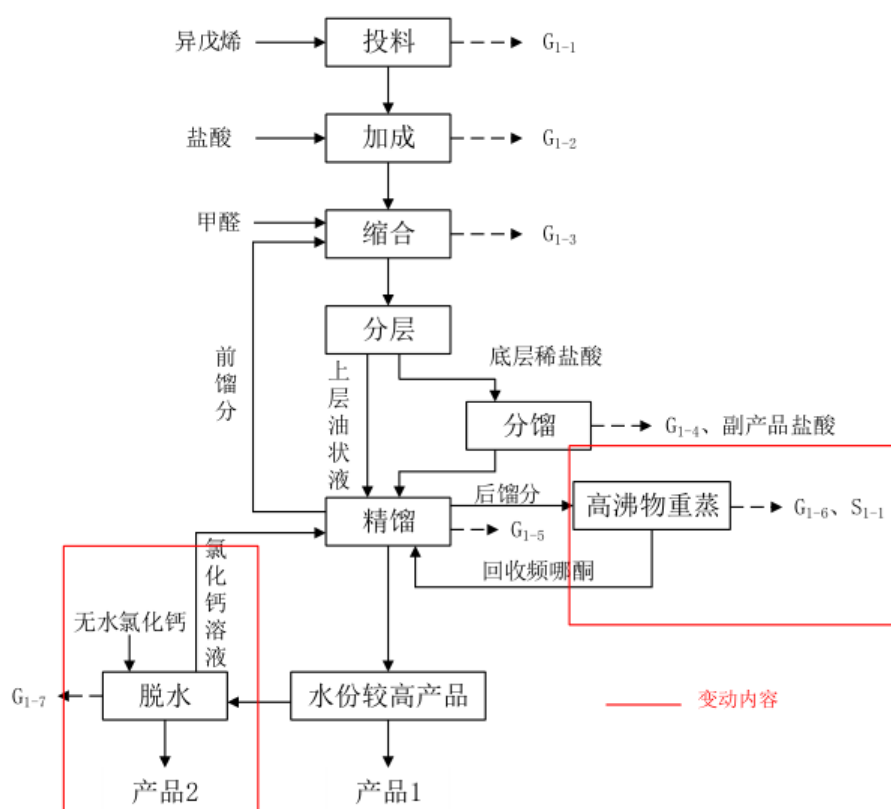 异戊烯
投料
G1-1
盐酸
加成
G1-2
甲醛
缩合
G1-3
分层
前馏分
上层油状液
底层稀盐酸
分馏
G1-4、副产品盐酸
后馏分
高沸物重蒸
G1-6、S1-1
精馏
G1-5
回收频哪酮
氯化钙溶液
无水氯化钙
G1-7
脱水
水份较高产品
变动内容
产品2
产品1